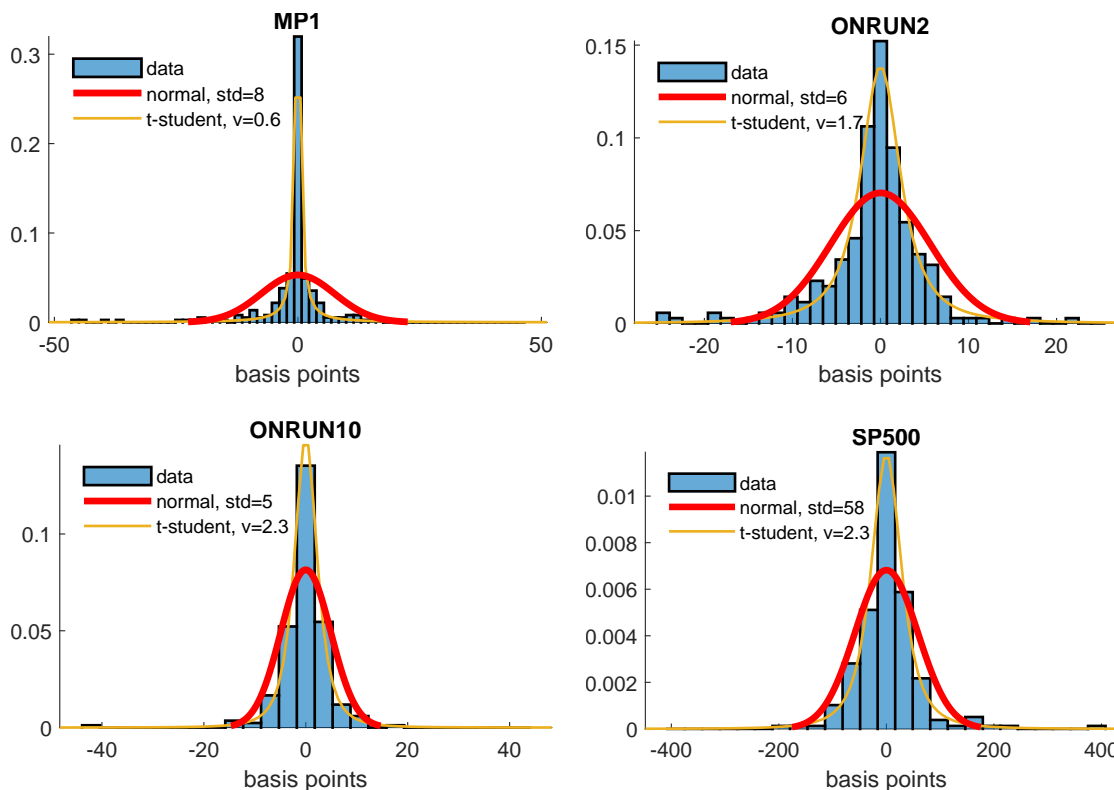 MP1
0.3
0.2
0.1
0
-50
0
50
basis points
data
normal, std=8
t-student, v=0.6
ONRUN2
0.15
0.1
0.05
0
-20
-10
0
10
20
basis points
data
normal, std=6
t-student, v=1.7
ONRUN10
0.1
0.05
0
-40
-20
0
20
40
basis points
data
normal, std=5
t-student, v=2.3
SP500
0.01
0.008
0.006
0.004
0.002
0
-400
-200
0
200
400
basis points
data
normal, std=58
t-student, v=2.3